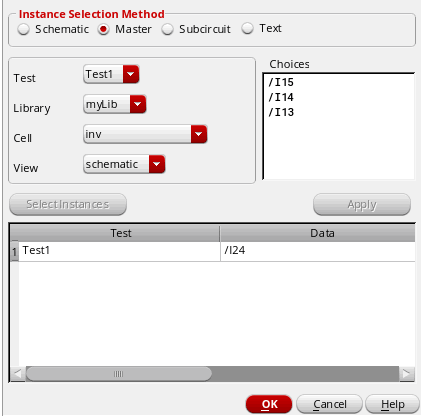 Instance Selection Method
Schematic Master Subcircuit Text
Choices
Test Test1
/I15
/I14
/I13
Library myLib
Cell inv
View schematic
Select Instances Apply
Test Data
1 Test1 /I24
OK Cancel Help